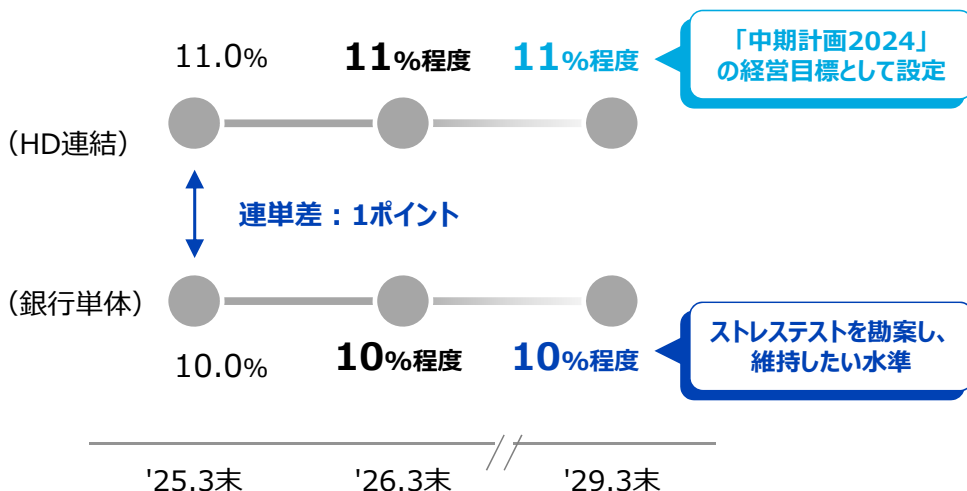 11.0%
11%程度
11%程度
「中期計画2024」
の経営目標として設定
（HD連結）
連単差：1ポイント
（銀行単体）
10.0%
10%程度
10%程度
ストレステストを勘案し、
維持したい水準
'25.3末
'26.3末
'29.3末